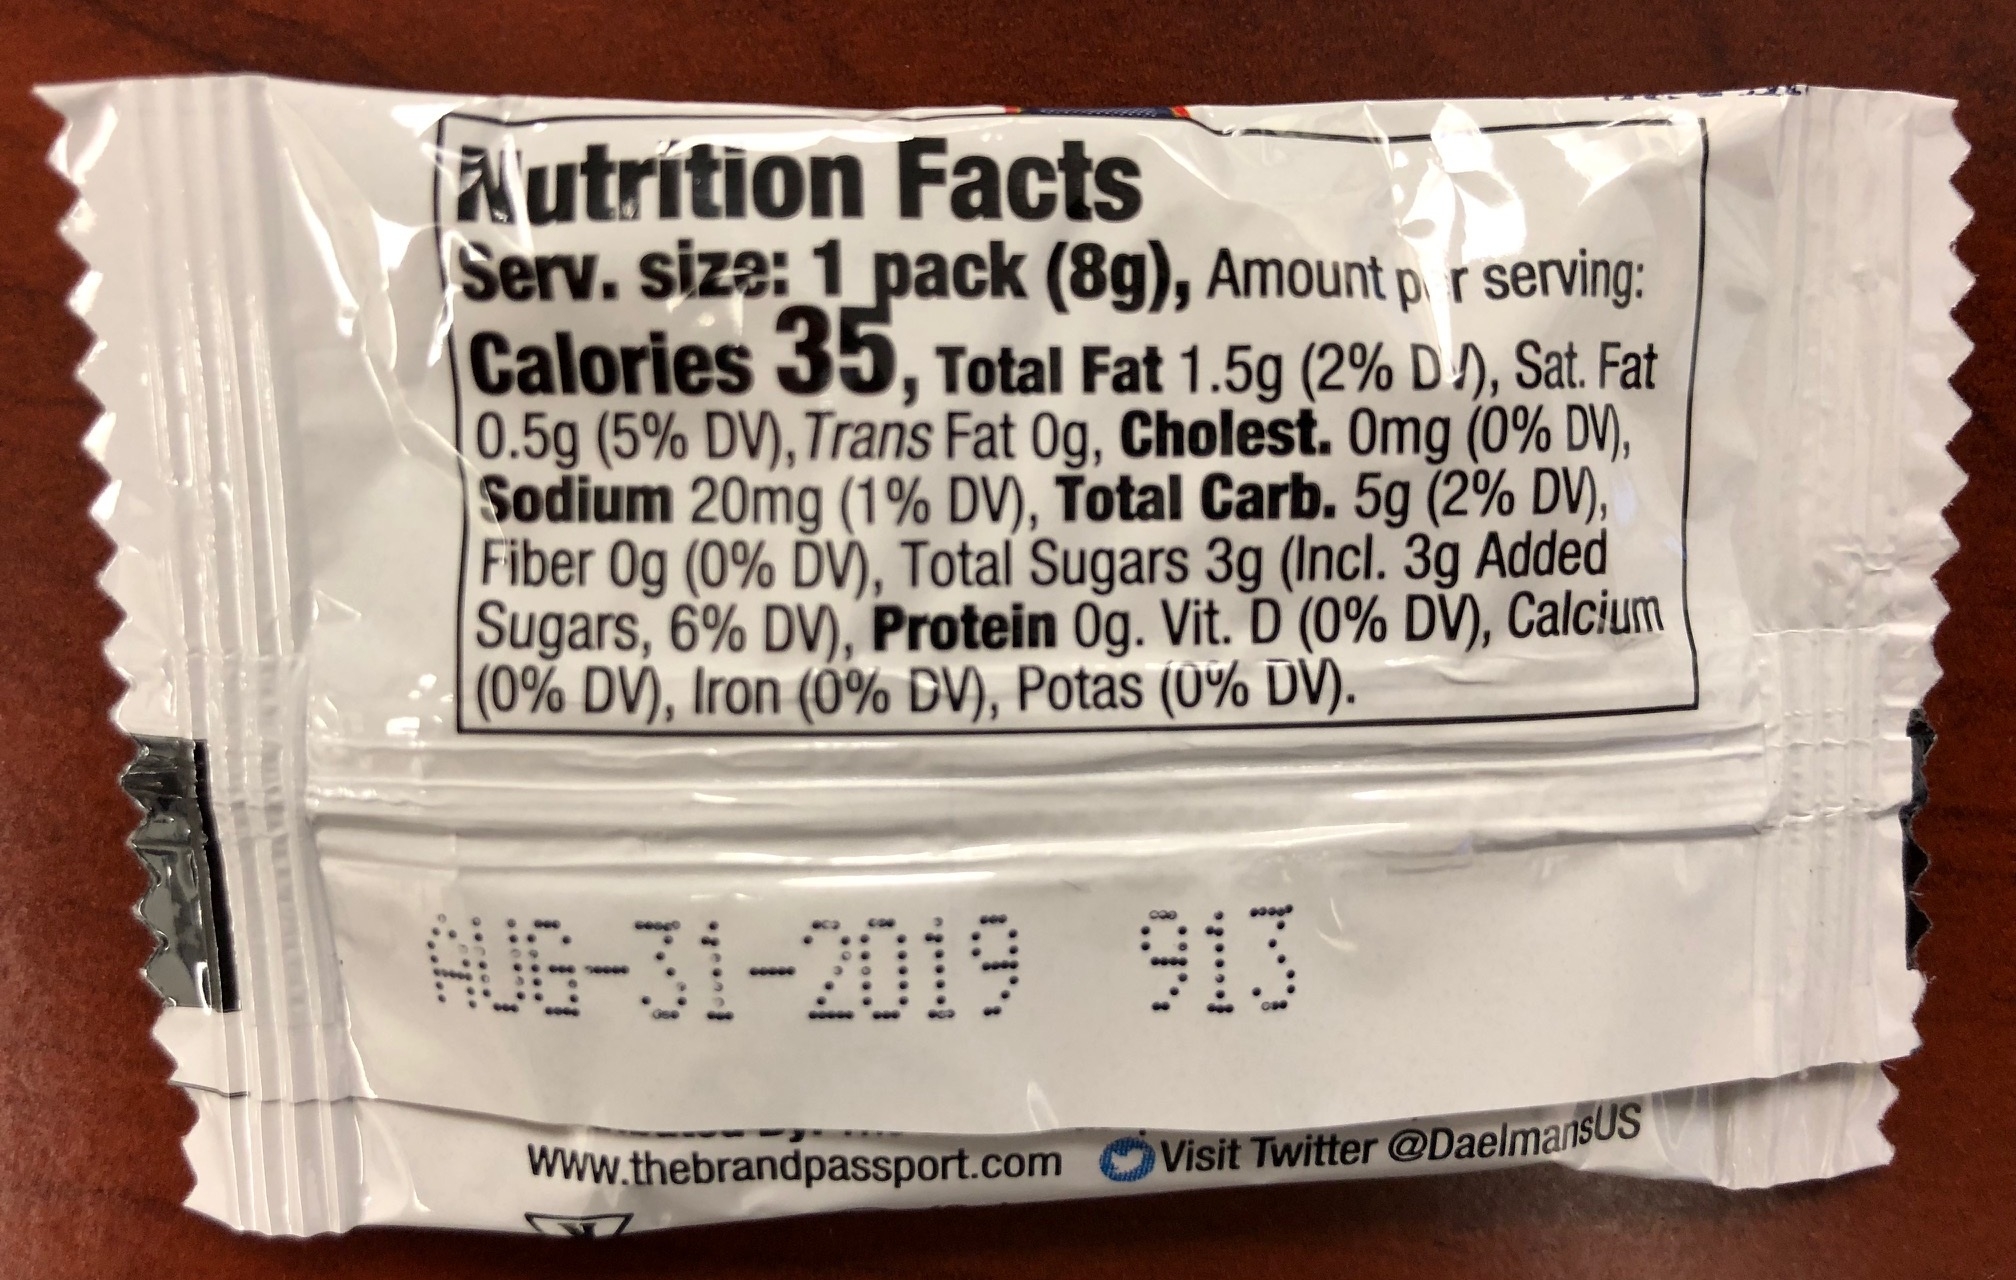 Nutrition Facts
Serv. size: 1 pack (8g), Amount per serving:
Calories 35, Total Fat 1.5g (2% DV), Sat. Fat
0.5g (5% DV), Trans Fat 0g, Cholest. 0mg (0% DV),
Sodium 20mg (1% DV), Total Carb. 5g (2% DV),
Fiber 0g (0% DV), Total Sugars 3g (Incl. 3g Added
Sugars, 6% DV), Protein 0g. Vit. D (0% DV), Calcium
(0% DV), Iron (0% DV), Potas (0% DV).
AUG-31-2019 913
www.thebrandpassport.com Visit Twitter @DaelmansUS